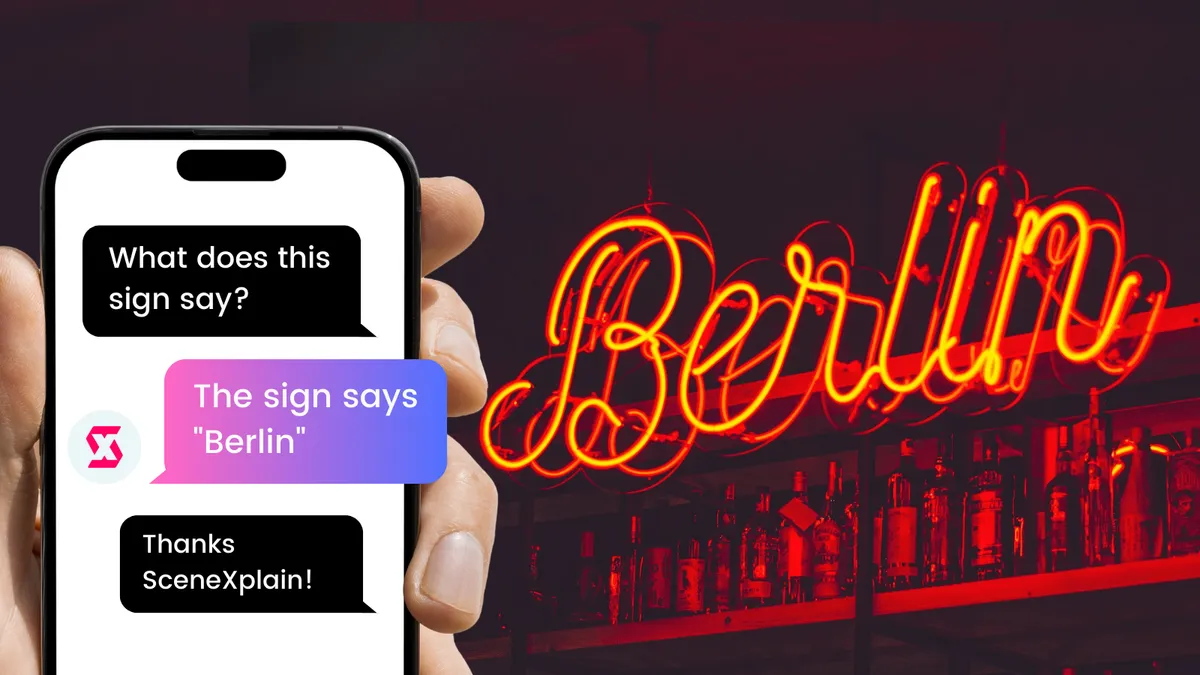 What does this
sign say?
The sign says
"Berlin"
Thanks
SceneXplain!
Berlin